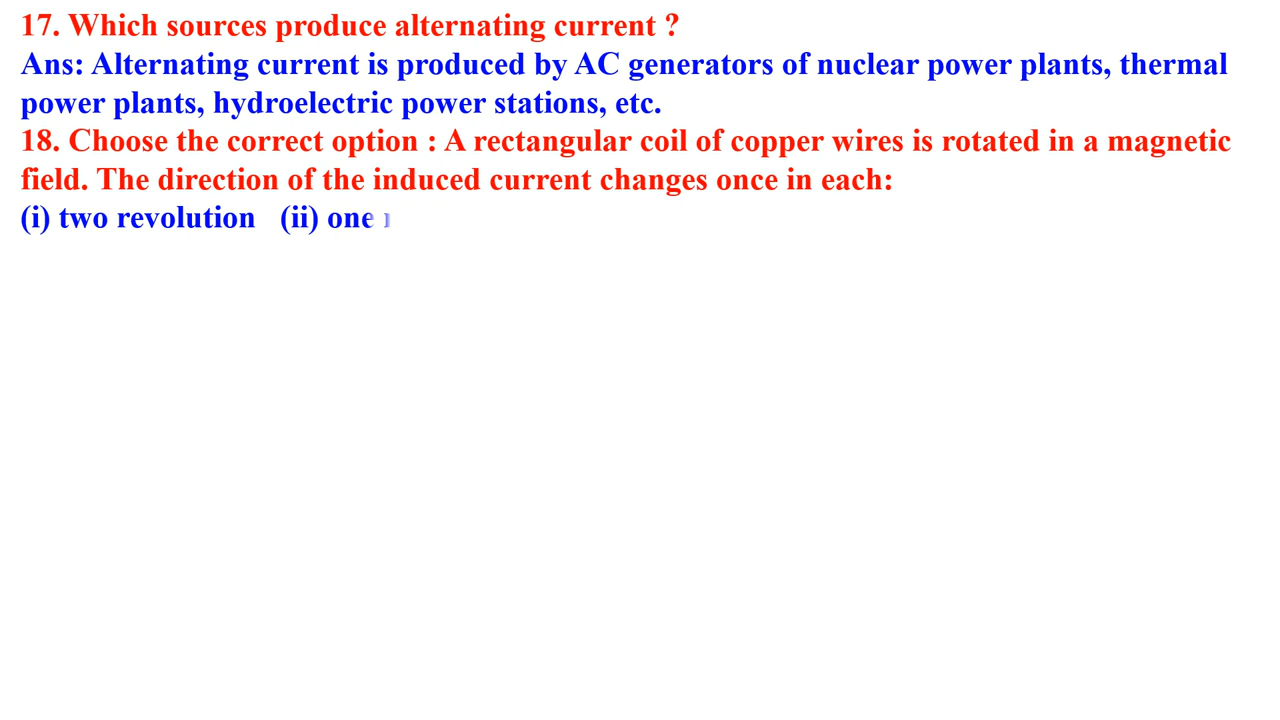 17. Which sources produce alternating current ?
Ans: Alternating current is produced by AC generators of nuclear power plants, thermal
power plants, hydroelectric power stations, etc.
18. Choose the correct option : A rectangular coil of copper wires is rotated in a magnetic
field. The direction of the induced current changes once in each:
(i) two revolution (ii) one